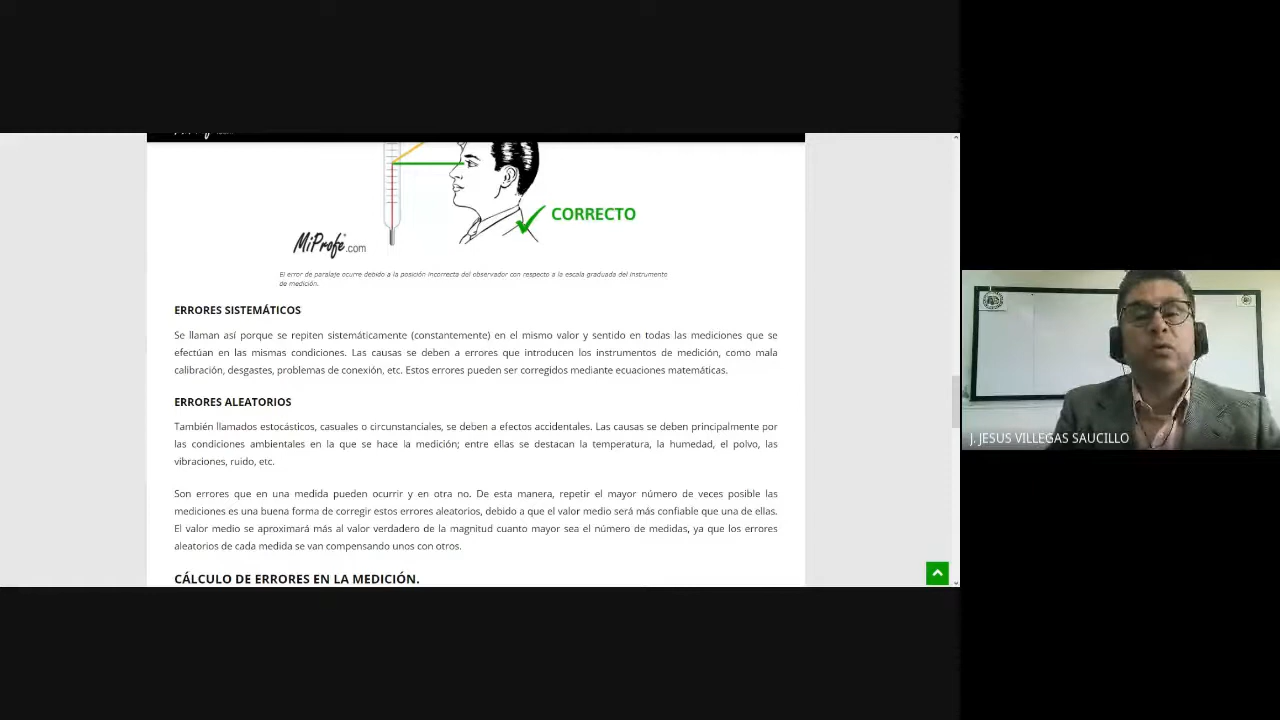 CORRECTO
MiProfe.com
El error de paralaje ocurre debido a la posición incorrecta del observador con respecto a la escala graduada del instrumento
de medición.
ERRORES SISTEMÁTICOS
Se llaman así porque se repiten sistemáticamente (constantemente) en el mismo valor y sentido en todas las mediciones que se
efectúan en las mismas condiciones. Las causas se deben a errores que introducen los instrumentos de medición, como mala
calibración, desgastes, problemas de conexión, etc. Estos errores pueden ser corregidos mediante ecuaciones matemáticas.
ERRORES ALEATORIOS
También llamados estocásticos, casuales o circunstanciales, se deben a efectos accidentales. Las causas se deben principalmente por
las condiciones ambientales en la que se hace la medición; entre ellas se destacan la temperatura, la humedad, el polvo, las
vibraciones, ruido, etc.
Son errores que en una medida pueden ocurrir y en otra no. De esta manera, repetir el mayor número de veces posible las
mediciones es una buena forma de corregir estos errores aleatorios, debido a que el valor medio será más confiable que una de ellas.
El valor medio se aproximará más al valor verdadero de la magnitud cuanto mayor sea el número de medidas, ya que los errores
aleatorios de cada medida se van compensando unos con otros.
CÁLCULO DE ERRORES EN LA MEDICIÓN.
J. JESUS VILLEGAS SAUCILLO